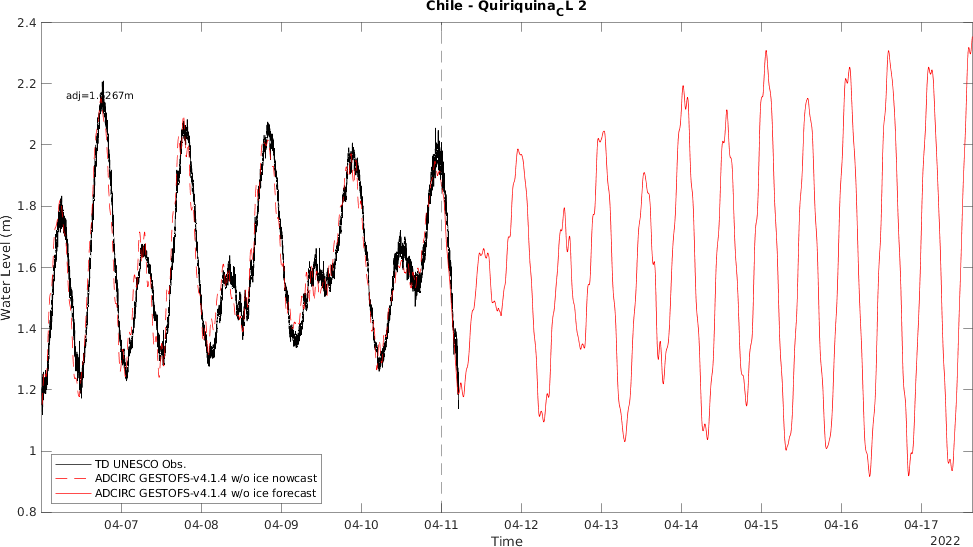 Chile - Quiriquina_CL 2
2.4
2.2
2
1.8
1.6
1.4
1.2
1
0.8
Water Level (m)
TD UNESCO Obs.
ADCIRC GESTOFS-v4.1.4 w/o ice nowcast
ADCIRC GESTOFS-v4.1.4 w/o ice forecast
04-07 04-08 04-09 04-10 04-11 04-12 04-13 04-14 04-15 04-16 04-17
Time
2022